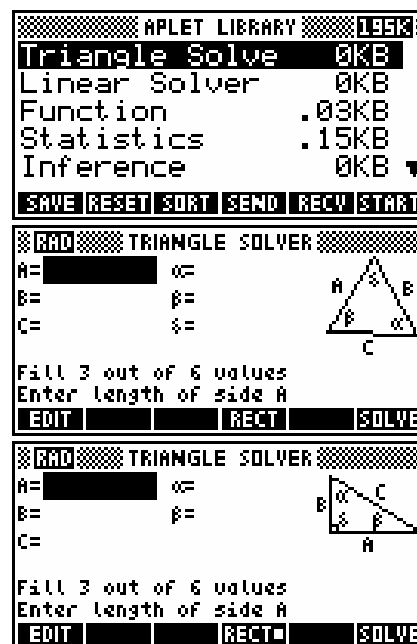 APLET LIBRARY 195K
Triangle Solve 0KB
Linear Solver 0KB
Function .03KB
Statistics .15KB
Inference 0KB
SAVE RESET SORT SEND RECV START
RAD TRIANGLE SOLVER
A= α=
B= β=
C= δ=
A δ B
β α
C
Fill 3 out of 6 values
Enter length of side A
EDIT RECT SOLVE
RAD TRIANGLE SOLVER
A= α=
B= β=
C=
B α C
δ β
A
Fill 3 out of 6 values
Enter length of side A
EDIT RECT■ SOLVE